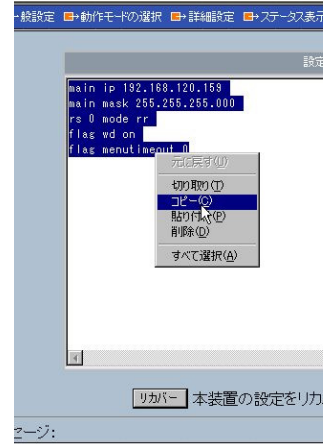 般設定 動作モードの選択 詳細設定 ステータス表示
設定
main ip 192.168.120.159
main mask 255.255.255.000
rs 0 mode rr
flag wd on
flag menutimeout 0
元に戻す(U)
切り取り(T)
コピー(C)
貼り付け(P)
削除(D)
すべて選択(A)
リカバー 本装置の設定をリカ
セージ: